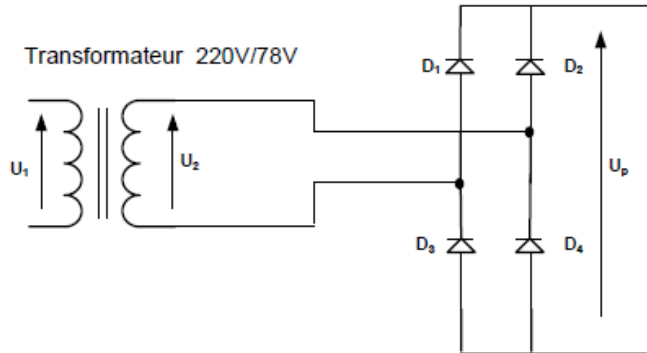 Transformateur 220V/78V
D₁
D₂
U₁
U₂
Uₚ
D₃
D₄